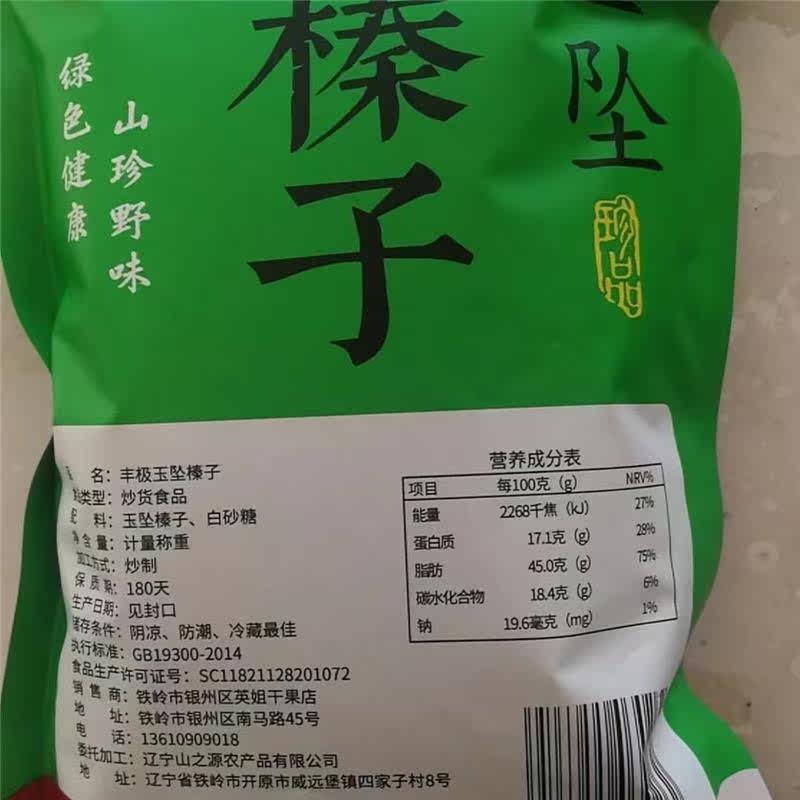 榛子
坠
珍品
山珍野味
绿色健康
名：丰极玉坠榛子
类型：炒货食品
配料：玉坠榛子、白砂糖
净含量：计量称重
加工方式：炒制
保质期：180天
生产日期：见封口
储存条件：阴凉、防潮、冷藏最佳
执行标准：GB19300-2014
食品生产许可证号：SC11821128201072
销售商：铁岭市银州区英姐干果店
地址：铁岭市银州区南马路45号
电话：13610909018
委托加工：辽宁山之源农产品有限公司
地址：辽宁省铁岭市开原市威远堡镇四家子村8号
营养成分表
项目 每100克（g） NRV%
能量 2268千焦（kJ） 27%
蛋白质 17.1克（g） 28%
脂肪 45.0克（g） 75%
碳水化合物 18.4克（g） 6%
钠 19.6毫克（mg） 1%